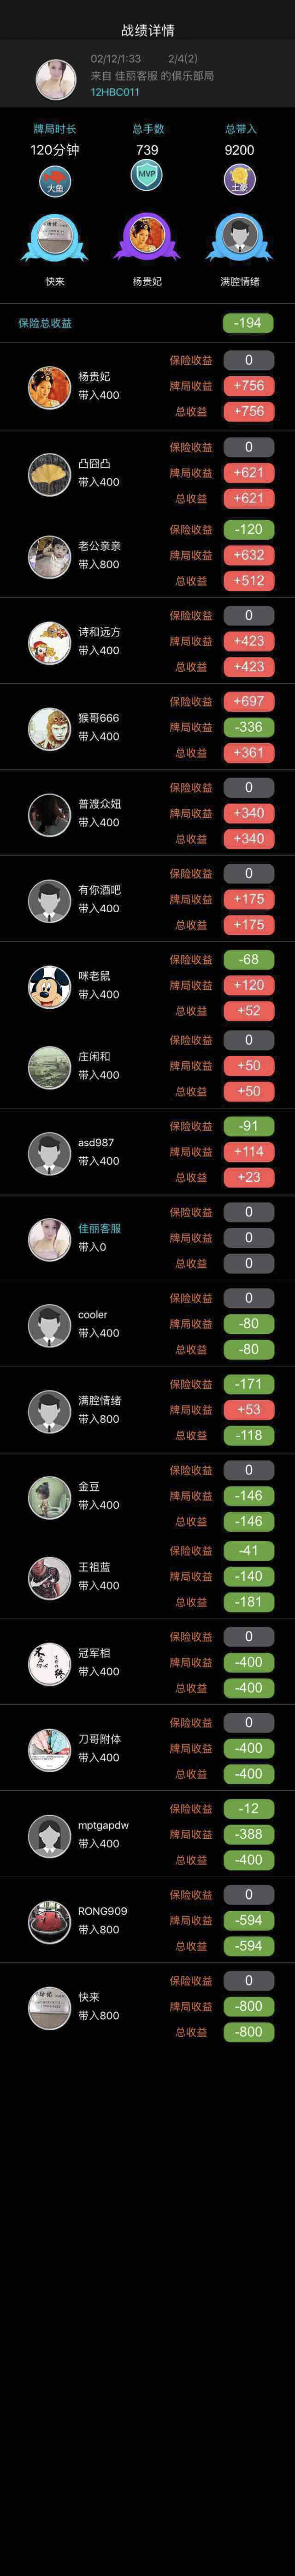 战绩详情
02/12/1:33 2/4(2)
来自 佳丽客服 的俱乐部局
12HBC011
牌局时长 总手数 总带入
120分钟 739 9200
大鱼 MVP 土豪
快来 杨贵妃 满腔情绪
保险总收益 -194
保险收益 0
杨贵妃 牌局收益 +756
带入400 总收益 +756
保险收益 0
凸囧凸 牌局收益 +621
带入400 总收益 +621
保险收益 -120
老公亲亲 牌局收益 +632
带入800 总收益 +512
保险收益 0
诗和远方 牌局收益 +423
带入400 总收益 +423
保险收益 +697
猴哥666 牌局收益 -336
带入400 总收益 +361
保险收益 0
普渡众妞 牌局收益 +340
带入400 总收益 +340
保险收益 0
有你酒吧 牌局收益 +175
带入400 总收益 +175
保险收益 -68
咪老鼠 牌局收益 +120
带入400 总收益 +52
保险收益 0
庄闲和 牌局收益 +50
带入400 总收益 +50
保险收益 -91
asd987 牌局收益 +114
带入400 总收益 +23
保险收益 0
佳丽客服 牌局收益 0
带入0 总收益 0
保险收益 0
cooler 牌局收益 -80
带入400 总收益 -80
保险收益 -171
满腔情绪 牌局收益 +53
带入800 总收益 -118
保险收益 0
金豆 牌局收益 -146
带入400 总收益 -146
保险收益 -41
王祖蓝 牌局收益 -140
带入400 总收益 -181
保险收益 0
冠军相 牌局收益 -400
带入400 总收益 -400
保险收益 0
刀哥附体 牌局收益 -400
带入400 总收益 -400
保险收益 -12
mptgapdw 牌局收益 -388
带入400 总收益 -400
保险收益 0
RONG909 牌局收益 -594
带入800 总收益 -594
保险收益 0
快来 牌局收益 -800
带入800 总收益 -800